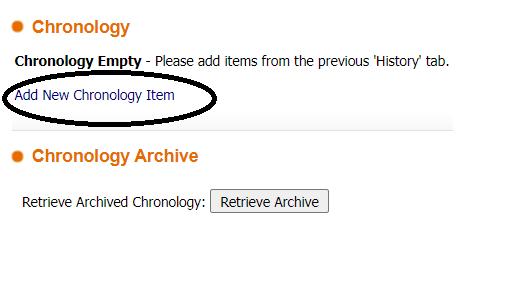 Chronology
Chronology Empty - Please add items from the previous 'History' tab.
Add New Chronology Item
Chronology Archive
Retrieve Archived Chronology: Retrieve Archive